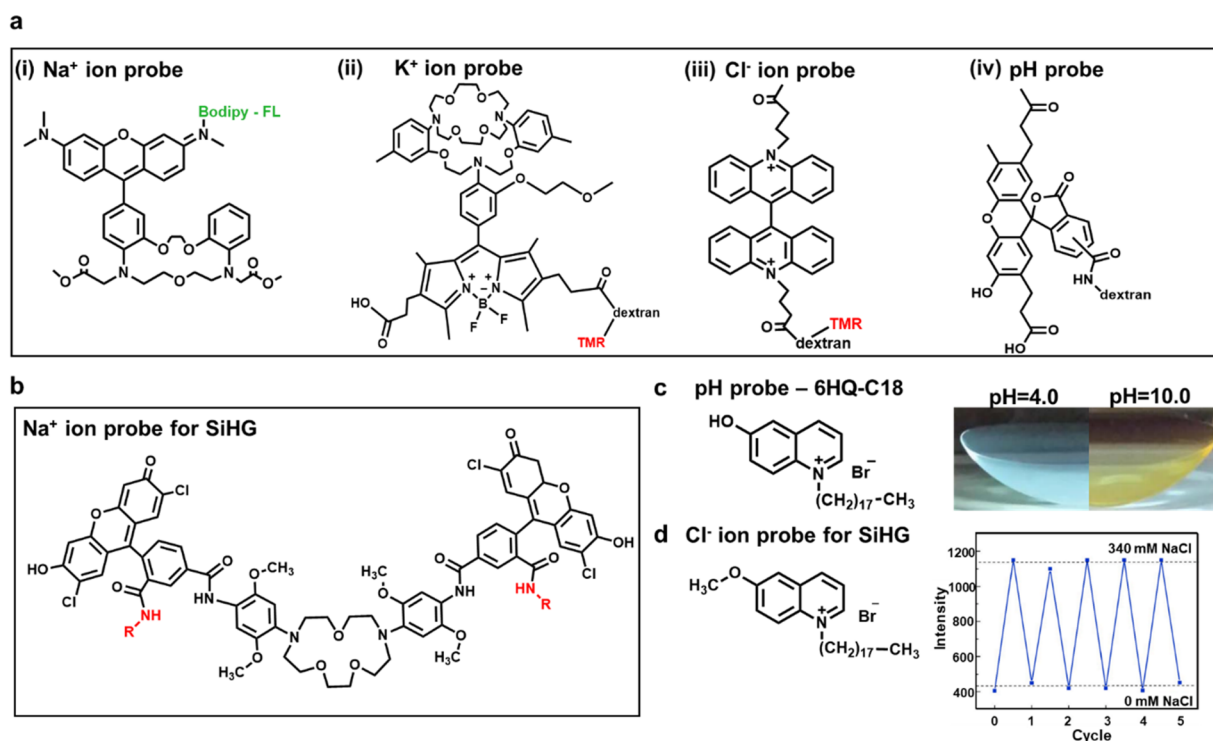 a
(i) Na⁺ ion probe
(ii) K⁺ ion probe
(iii) Cl⁻ ion probe
(iv) pH probe
Bodipy - FL
N
O
N
O
O
O
O
N
O
N
O
O
O
O
O
N
N
O
O
O
O
N
O
O
HO
O
N
N
B
F
F
O
dextran
TMR
O
N
+
N
+
O
TMR
dextran
O
O
O
O
HO
O
HN
dextran
HO
O
b
Na⁺ ion probe for SiHG
O
Cl
O
HO
Cl
O
NH
R
O
NH
O-CH₃
H₃C
O
N
O
O
O
N
O
CH₃
H₃C
O
NH
O
O
HN
R
O
Cl
O
OH
Cl
c
pH probe – 6HQ-C18
HO
N
+
Br⁻
(CH₂)₁₇-CH₃
pH=4.0
pH=10.0
d
Cl⁻ ion probe for SiHG
H₃C
O
N
+
Br⁻
(CH₂)₁₇-CH₃
Intensity
1200
1000
800
600
400
340 mM NaCl
0 mM NaCl
0
1
2
3
4
5
Cycle